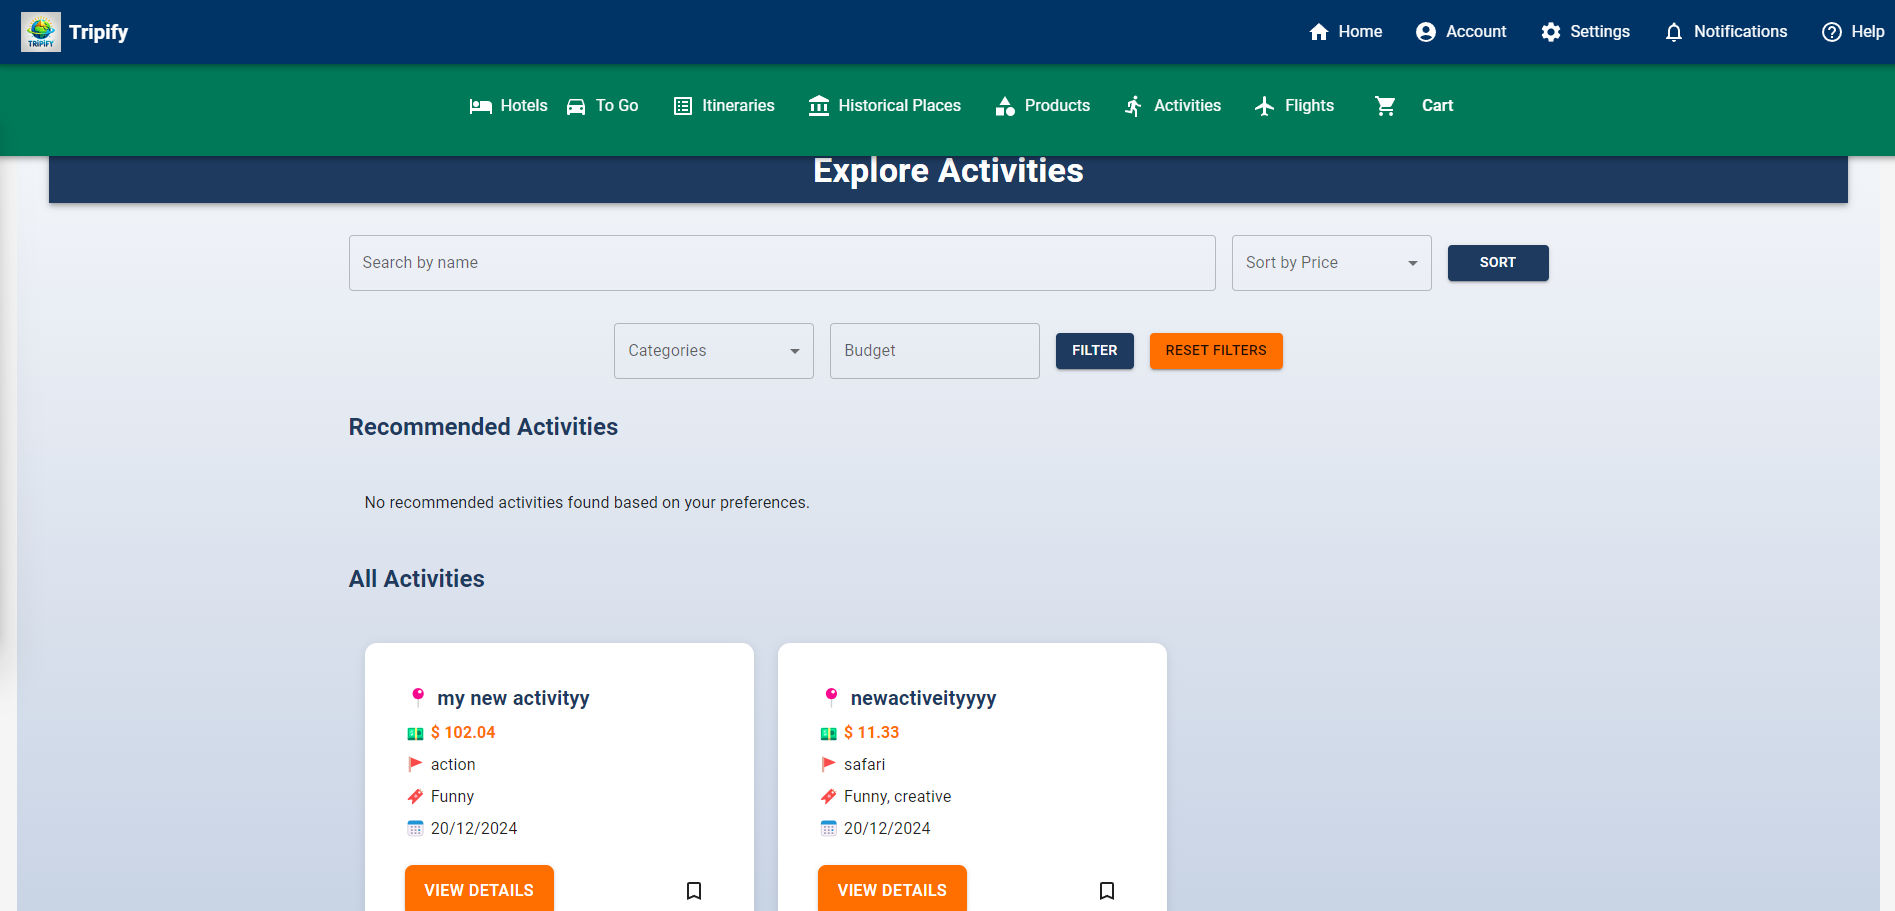 TRIPIFY
Tripify
Home
Account
Settings
Notifications
Help
Hotels
To Go
Itineraries
Historical Places
Products
Activities
Flights
Cart
Explore Activities
Search by name
Sort by Price
SORT
Categories
Budget
FILTER
RESET FILTERS
Recommended Activities
No recommended activities found based on your preferences.
All Activities
my new activityy
$ 102.04
action
Funny
20/12/2024
VIEW DETAILS
newactiveityyyy
$ 11.33
safari
Funny, creative
20/12/2024
VIEW DETAILS